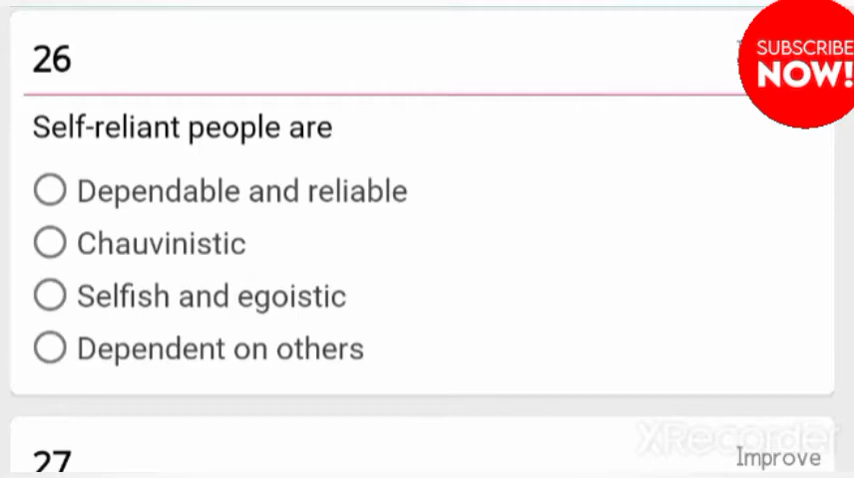 26
SUBSCRIBE
NOW!
Self-reliant people are
Dependable and reliable
Chauvinistic
Selfish and egoistic
Dependent on others
XRecorder
27
Improve